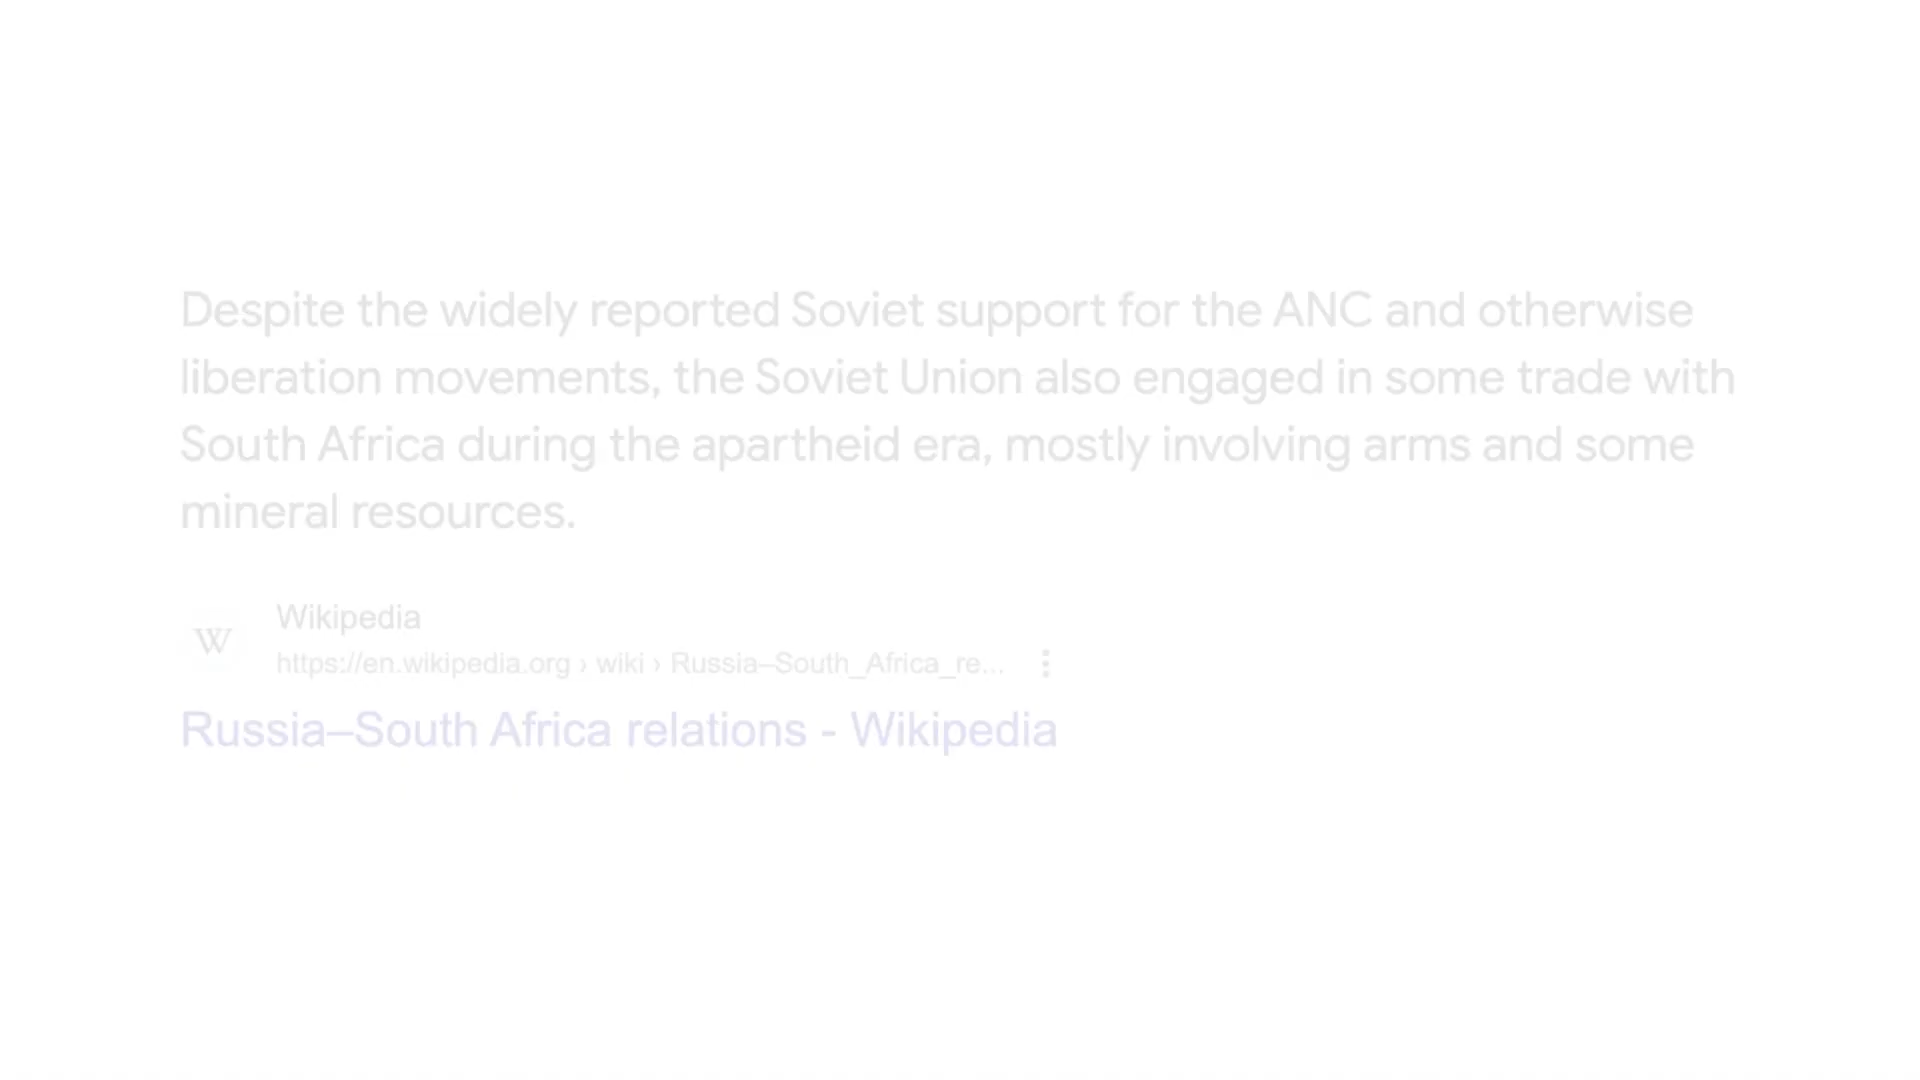 Despite the widely reported Soviet support for the ANC and otherwise
liberation movements, the Soviet Union also engaged in some trade with
South Africa during the apartheid era, mostly involving arms and some
mineral resources.
W
Wikipedia
https://en.wikipedia.org › wiki › Russia–South_Africa_re...
Russia–South Africa relations - Wikipedia